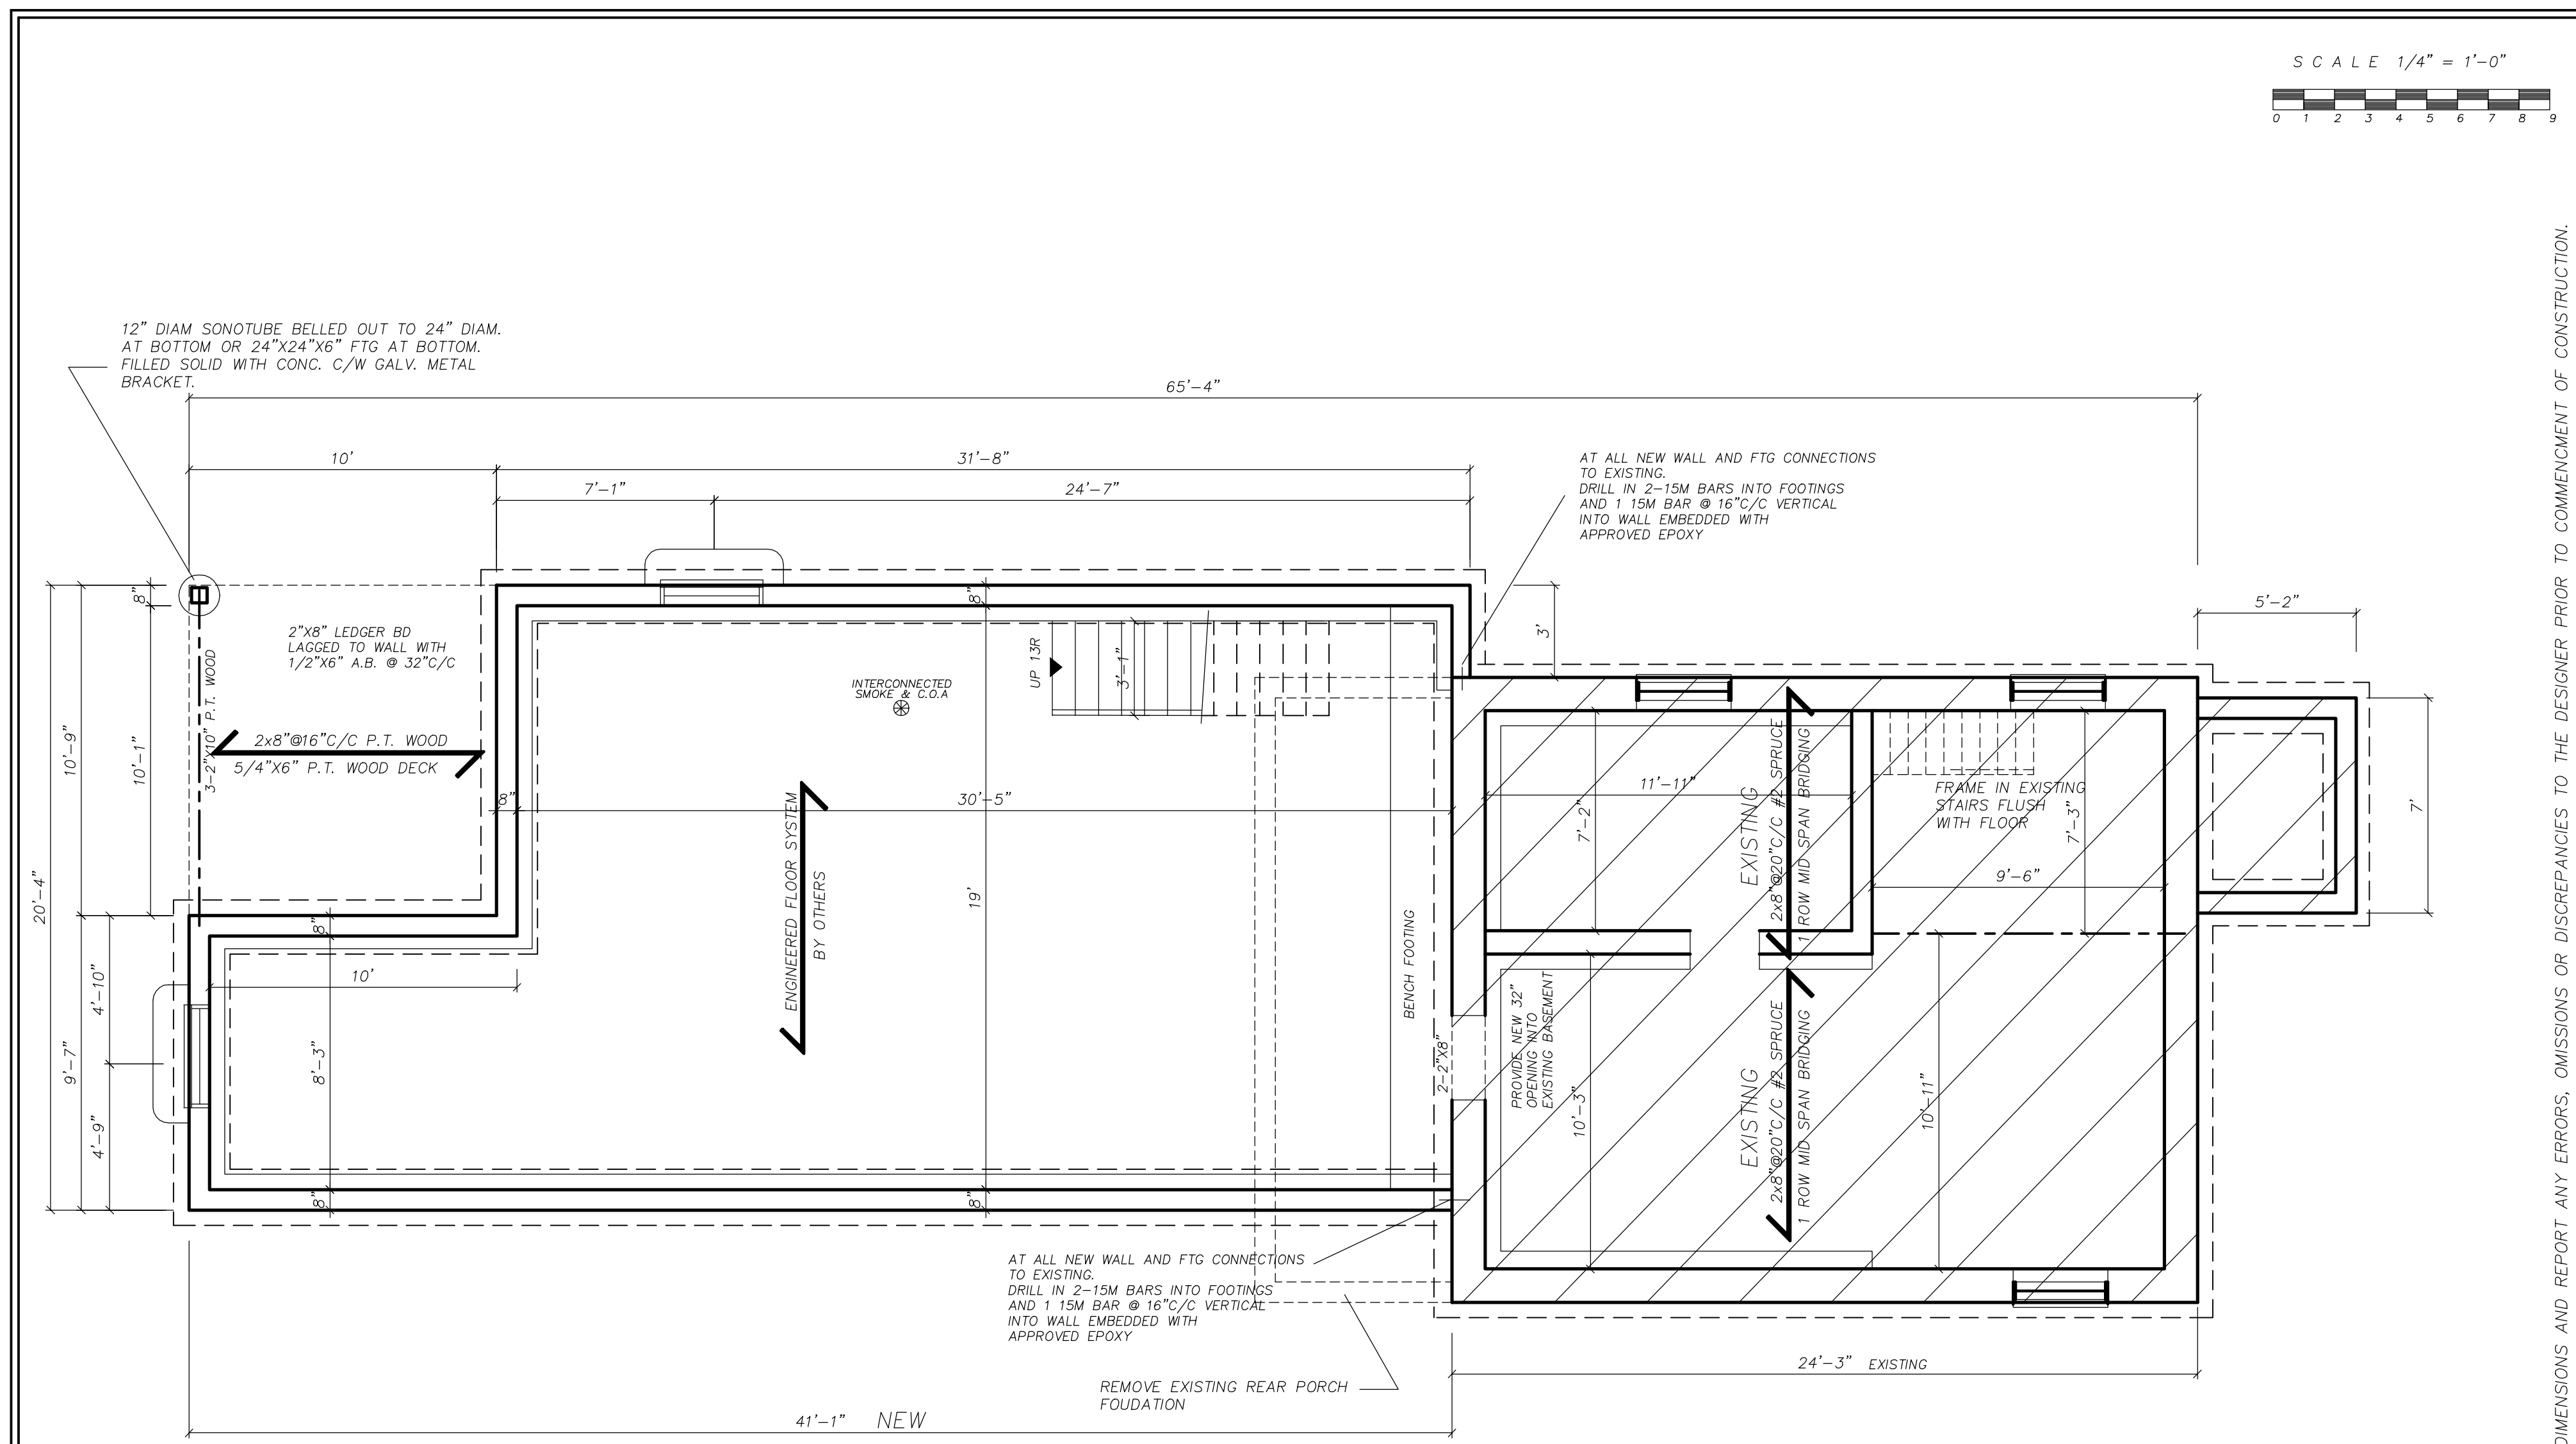 S C A L E 1/4" = 1'-0"
0 1 2 3 4 5 6 7 8 9
12" DIAM SONOTUBE BELLED OUT TO 24" DIAM.
AT BOTTOM OR 24"X24"X6" FTG AT BOTTOM.
FILLED SOLID WITH CONC. C/W GALV. METAL
BRACKET.
65'-4"
10'
31'-8"
7'-1"
24'-7"
AT ALL NEW WALL AND FTG CONNECTIONS
TO EXISTING.
DRILL IN 2-15M BARS INTO FOOTINGS
AND 1 15M BAR @ 16"C/C VERTICAL
INTO WALL EMBEDDED WITH
APPROVED EPOXY
8"
8"
3'
5'-2"
2"X8" LEDGER BD
LAGGED TO WALL WITH
1/2"X6" A.B. @ 32"C/C
3-2"X10" P.T. WOOD
2x8"@16"C/C P.T. WOOD
5/4"X6" P.T. WOOD DECK
10'-9"
10'-1"
20'-4"
INTERCONNECTED
SMOKE & C.O.A
UP 13R
3'-1"
8"
30'-5"
ENGINEERED FLOOR SYSTEM
BY OTHERS
19'
BENCH FOOTING
11'-11"
7'-2"
EXISTING
2x8"@20"C/C #2 SPRUCE
1 ROW MID SPAN BRIDGING
FRAME IN EXISTING
STAIRS FLUSH
WITH FLOOR
7'-3"
9'-6"
7'
8"
10'
4'-10"
9'-7"
4'-9"
8'-3"
8"
8"
2-2"X8"
PROVIDE NEW 32"
OPENING INTO
EXISTING BASEMENT
10'-3"
EXISTING
2x8"@20"C/C #2 SPRUCE
1 ROW MID SPAN BRIDGING
10'-11"
AT ALL NEW WALL AND FTG CONNECTIONS
TO EXISTING.
DRILL IN 2-15M BARS INTO FOOTINGS
AND 1 15M BAR @ 16"C/C VERTICAL
INTO WALL EMBEDDED WITH
APPROVED EPOXY
REMOVE EXISTING REAR PORCH
FOUDATION
24'-3" EXISTING
41'-1" NEW
DIMENSIONS AND REPORT ANY ERRORS, OMISSIONS OR DISCREPANCIES TO THE DESIGNER PRIOR TO COMMENCMENT OF CONSTRUCTION.